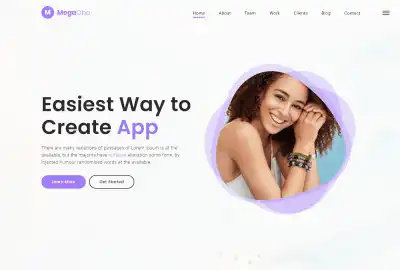 M MegaOne
Home About Team Work Clients Blog Contact
Easiest Way to
Create App
There are many variations of passages of Lorem Ipsum is all the
available, but the majority have suffered alteration some form, by
injected humour randomised words at the available.
Learn More Get Started